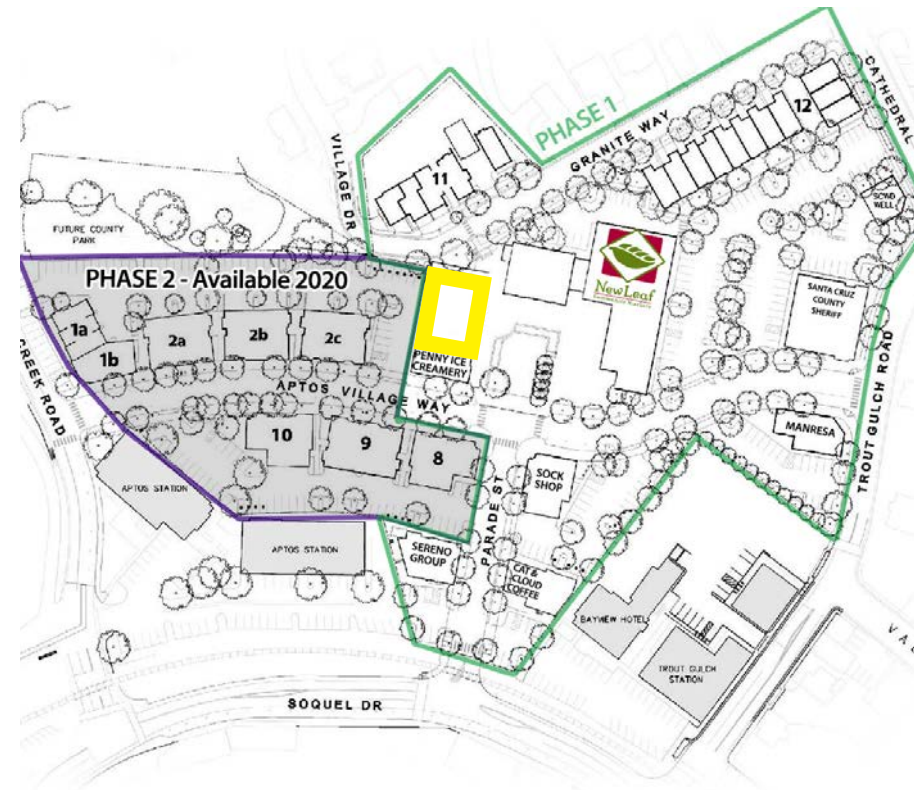 PHASE 1
GRANITE WAY
12
CATHEDRAL
VILLAGE DR
11
FUTURE COUNTY
PARK
NewLeaf
SANTA CRUZ
COUNTY
SHERIFF
WELL
PHASE 2 - Available 2020
1a
1b
2a
2b
2c
PENNY ICE
CREAMERY
APTOS VILLAGE WAY
CREEK ROAD
TROUT GULCH ROAD
MANRESA
10
9
8
APTOS STATION
SOCK
SHOP
PARADE ST
APTOS STATION
SERENO
GROUP
CAT &
CLOUD
COFFEE
BAYVIEW HOTEL
TROUT GULCH
STATION
SOQUEL DR